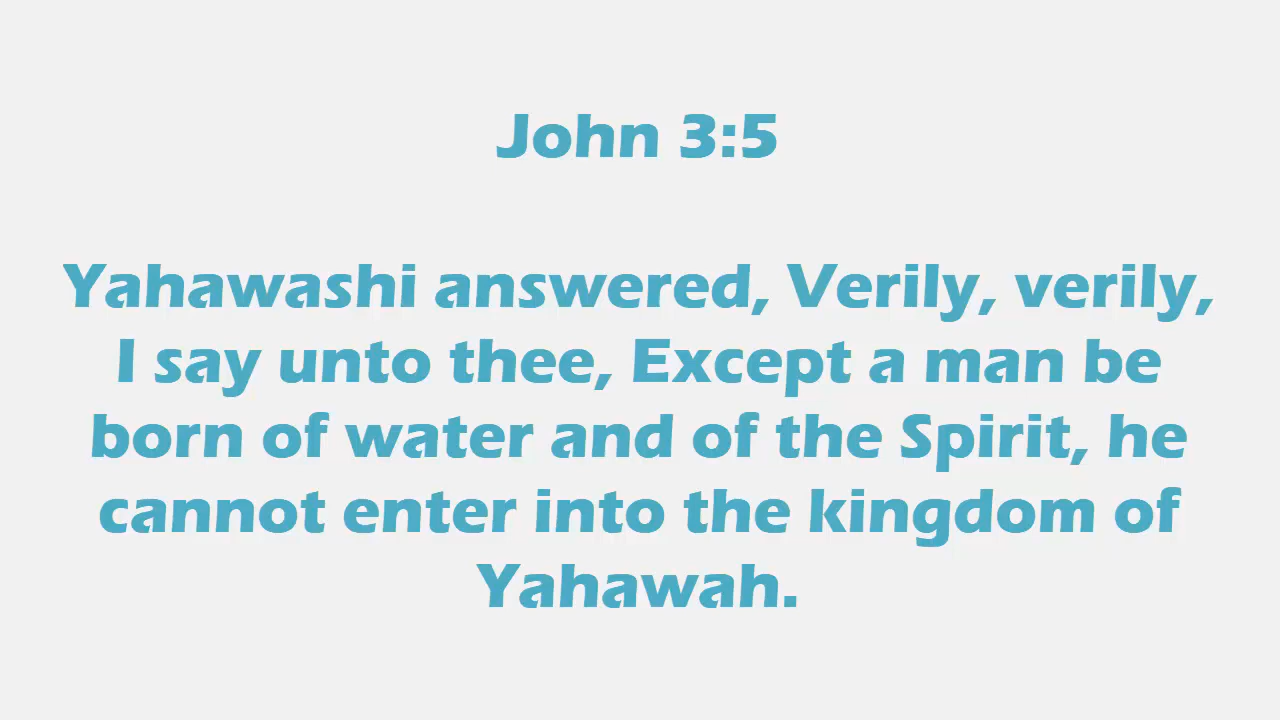 John 3:5
Yahawashi answered, Verily, verily,
I say unto thee, Except a man be
born of water and of the Spirit, he
cannot enter into the kingdom of
Yahawah.